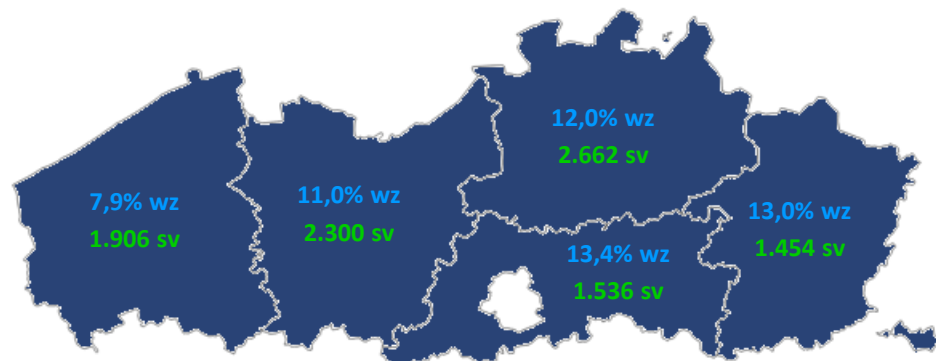 7,9% wz
1.906 sv
11,0% wz
2.300 sv
12,0% wz
2.662 sv
13,4% wz
1.536 sv
13,0% wz
1.454 sv